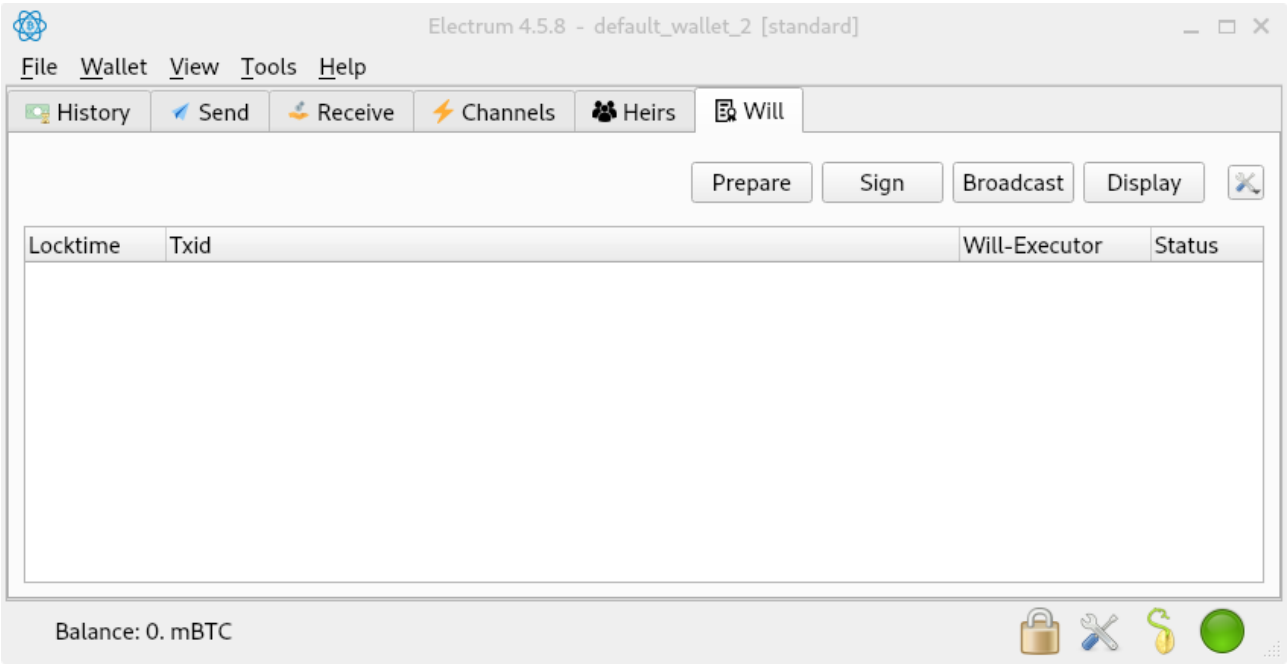 Electrum 4.5.8 - default_wallet_2 [standard]
File Wallet View Tools Help
History Send Receive Channels Heirs Will
Prepare Sign Broadcast Display
Locktime Txid Will-Executor Status
Balance: 0. mBTC